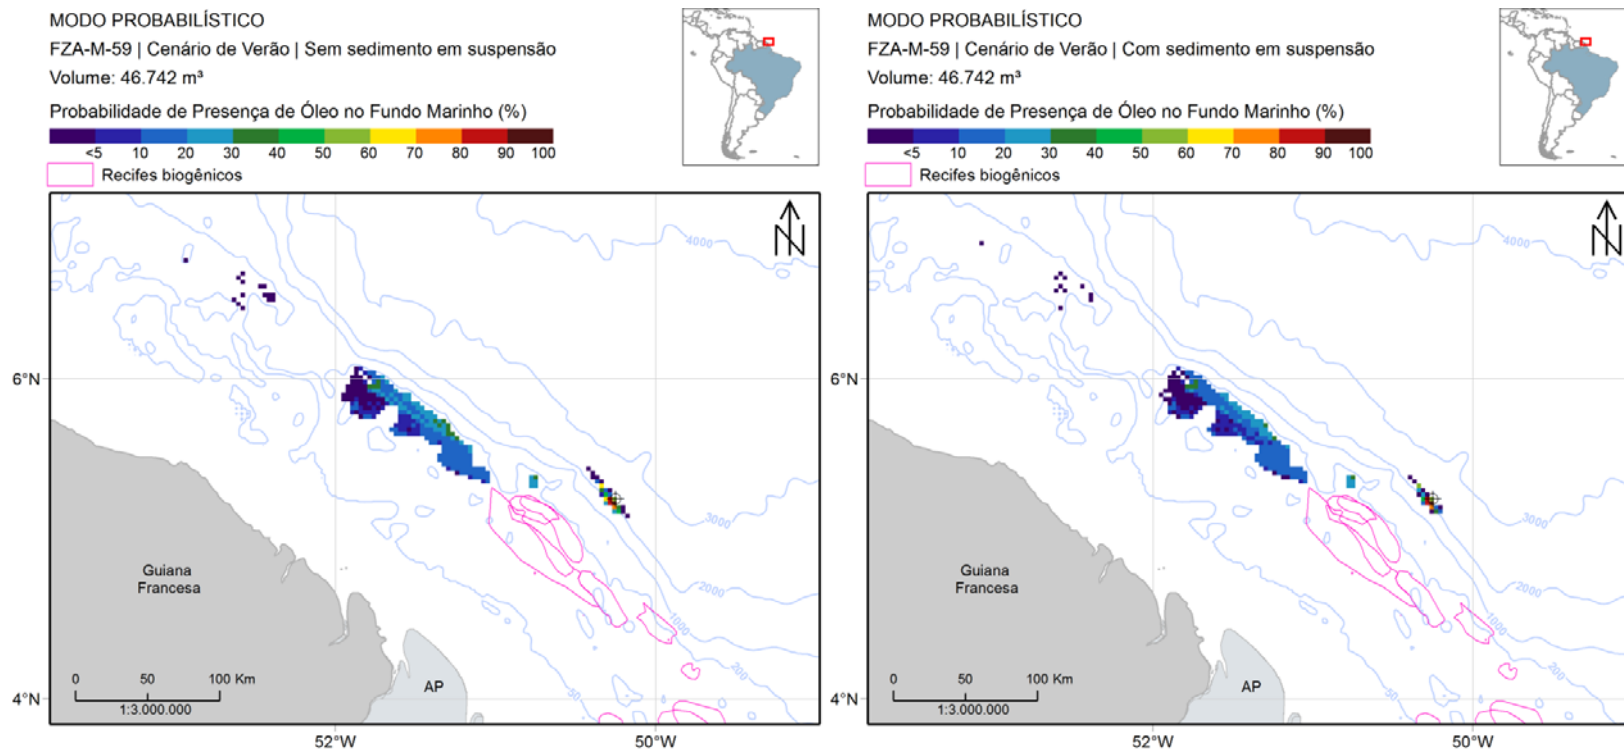 MODO PROBABILÍSTICO
FZA-M-59 | Cenário de Verão | Sem sedimento em suspensão
Volume: 46.742 m³
Probabilidade de Presença de Óleo no Fundo Marinho (%)
<5 10 20 30 40 50 60 70 80 90 100
Recifes biogênicos
N
4000
6°N
3000
Guiana
Francesa
2000
1000
200
50
AP
0 50 100 Km
1:3.000.000
4°N
52°W 50°W
MODO PROBABILÍSTICO
FZA-M-59 | Cenário de Verão | Com sedimento em suspensão
Volume: 46.742 m³
Probabilidade de Presença de Óleo no Fundo Marinho (%)
<5 10 20 30 40 50 60 70 80 90 100
Recifes biogênicos
N
4000
6°N
3000
Guiana
Francesa
2000
1000
200
50
AP
0 50 100 Km
1:3.000.000
4°N
52°W 50°W